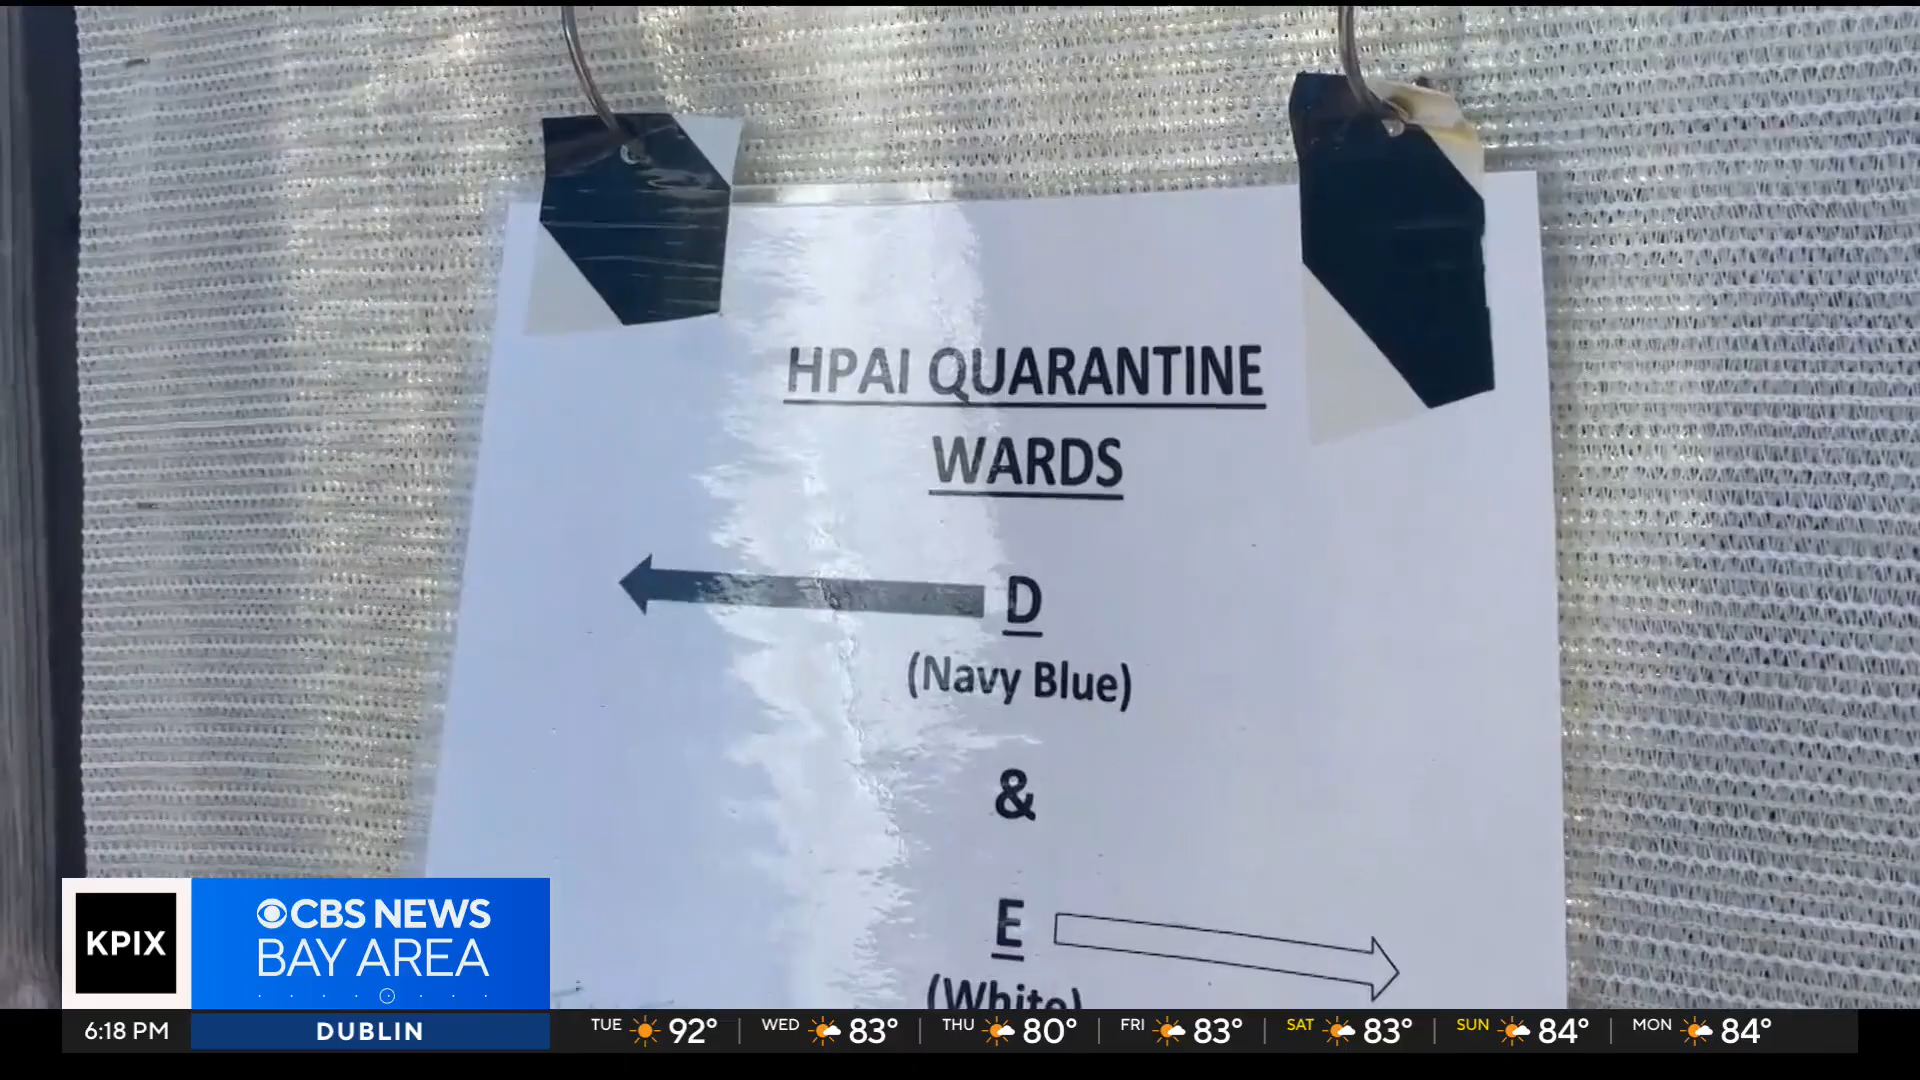 HPAI QUARANTINE
WARDS
D
(Navy Blue)
&
E
(White)
KPIX
CBS NEWS
BAY AREA
6:18 PM
DUBLIN
TUE 92°
WED 83°
THU 80°
FRI 83°
SAT 83°
SUN 84°
MON 84°